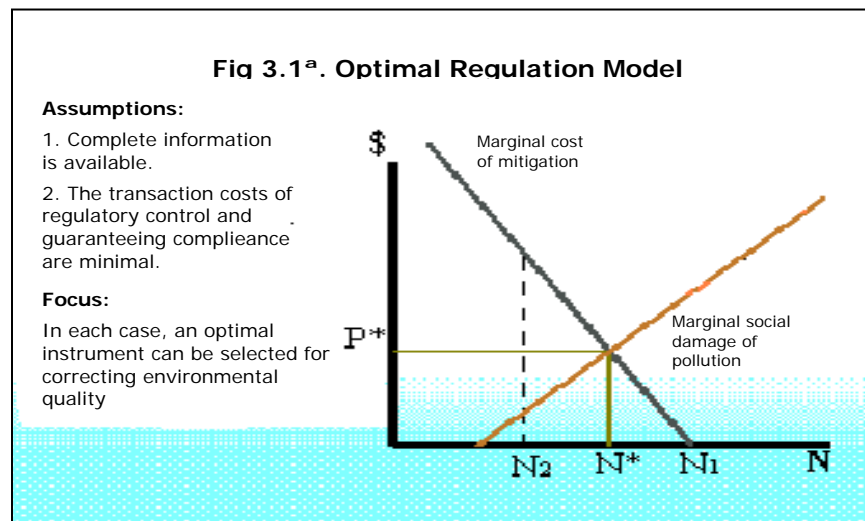 Fig 3.1ª. Optimal Regulation Model
Assumptions:
1. Complete information
is available.
2. The transaction costs of
regulatory control and
guaranteeing complieance
are minimal.
Focus:
In each case, an optimal
instrument can be selected for
correcting environmental
quality
$
Marginal cost
of mitigation
P*
Marginal social
damage of
pollution
N2 N* N1 N